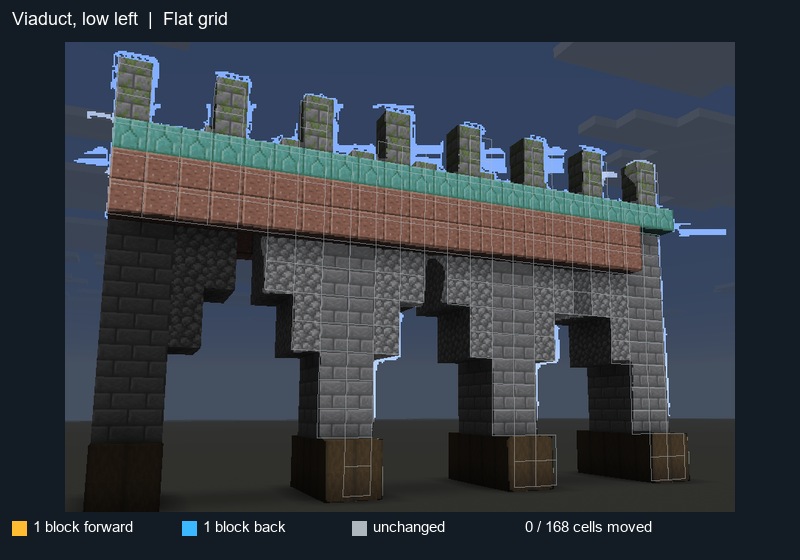 Viaduct, low left | Flat grid
1 block forward
1 block back
unchanged
0 / 168 cells moved